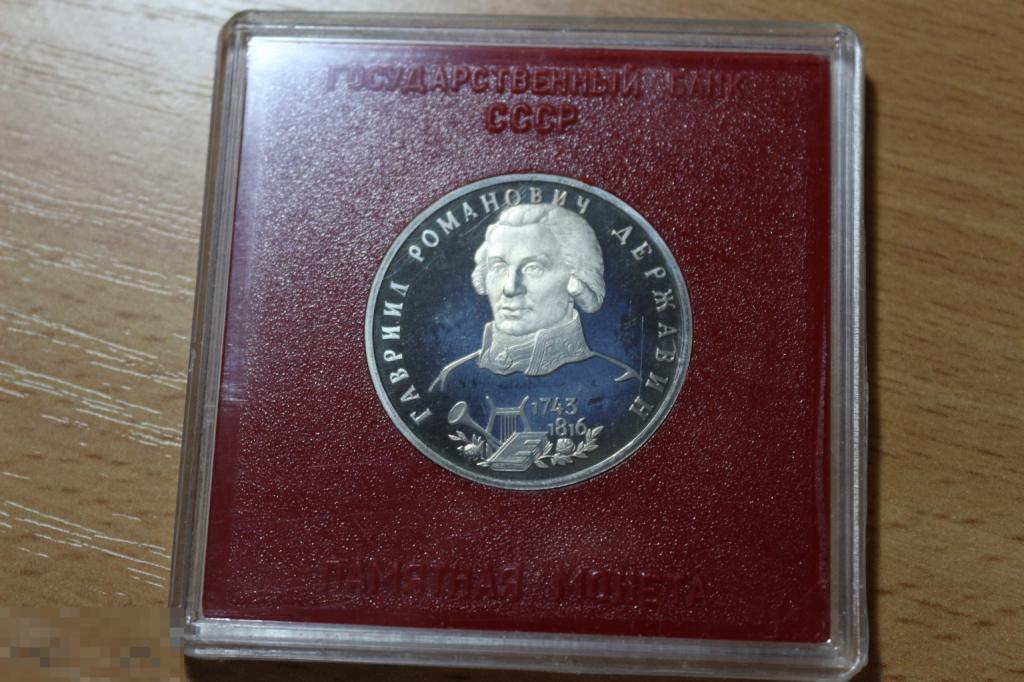 ГОСУДАРСТВЕННЫЙ БАНК
СССР
ГАВРИИЛ РОМАНОВИЧ ДЕРЖАВИН
1743
1816
ПАМЯТНАЯ МОНЕТА